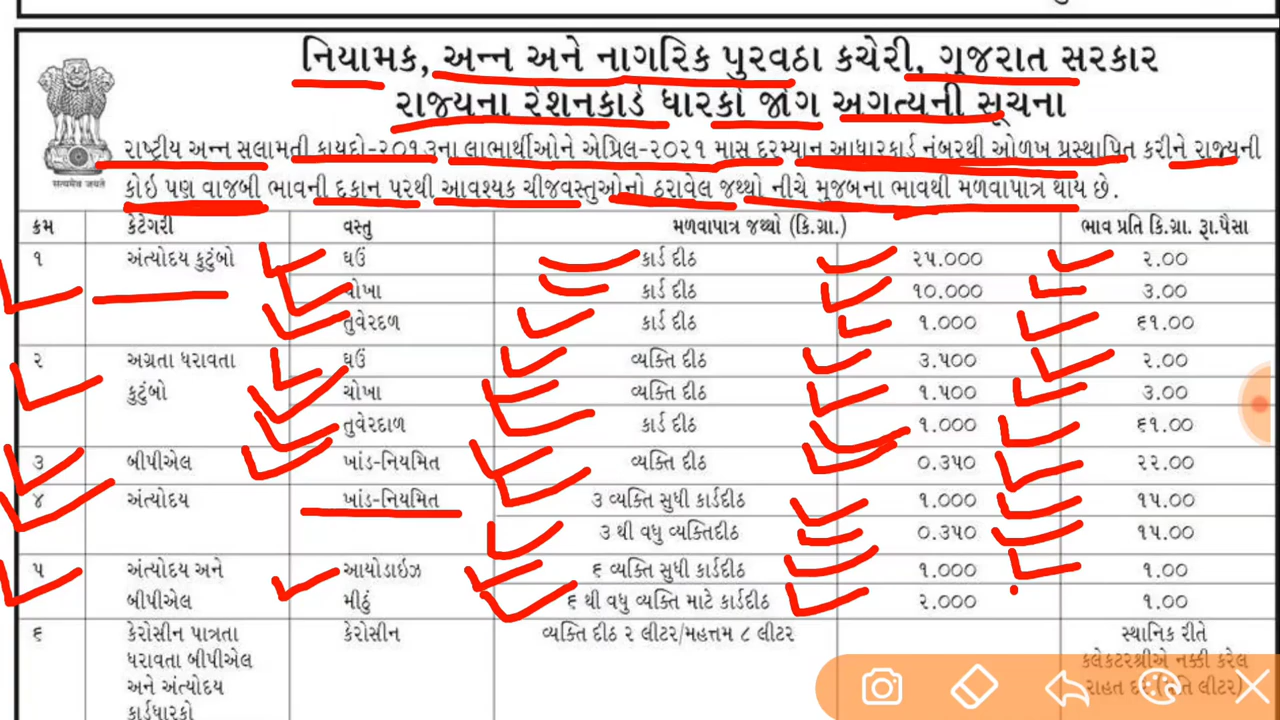 નિયામક, અન્ન અને નાગરિક પુરવઠા કચેરી, ગુજરાત સરકાર
રાજ્યના રેશનકાર્ડ ધારકો જોગ અગત્યની સૂચના
રાષ્ટ્રીય અન્ન સલામતી કાયદો-૨૦૧૩ના લાભાર્થીઓને એપ્રિલ-૨૦૨૧ માસ દરમ્યાન આધારકાર્ડ નંબરથી ઓળખ પ્રસ્થાપિત કરીને રાજ્યની
કોઇ પણ વાજબી ભાવની દુકાન પરથી આવશ્યક ચીજવસ્તુઓનો ઠરાવેલ જથ્થો નીચે મુજબના ભાવથી મળવાપાત્ર થાય છે.
સત્યમેવ જયતે
ક્રમ કેટેગરી વસ્તુ મળવાપાત્ર જથ્થો (કિ.ગ્રા.) ભાવ પ્રતિ કિ.ગ્રા. રૂા.પૈસા
૧ અંત્યોદય કુટુંબો ઘઉં કાર્ડ દીઠ ૨૫.૦૦૦ ૨.૦૦
ચોખા કાર્ડ દીઠ ૧૦.૦૦૦ ૩.૦૦
તુવેરદાળ કાર્ડ દીઠ ૧.૦૦૦ ૬૧.૦૦
૨ અગ્રતા ધરાવતા ઘઉં વ્યક્તિ દીઠ ૩.૫૦૦ ૨.૦૦
કુટુંબો ચોખા વ્યક્તિ દીઠ ૧.૫૦૦ ૩.૦૦
તુવેરદાળ કાર્ડ દીઠ ૧.૦૦૦ ૬૧.૦૦
૩ બીપીએલ ખાંડ-નિયમિત વ્યક્તિ દીઠ ૦.૩૫૦ ૨૨.૦૦
૪ અંત્યોદય ખાંડ-નિયમિત ૩ વ્યક્તિ સુધી કાર્ડદીઠ ૧.૦૦૦ ૧૫.૦૦
૩ થી વધુ વ્યક્તિદીઠ ૦.૩૫૦ ૧૫.૦૦
૫ અંત્યોદય અને આયોડાઇઝ ૬ વ્યક્તિ સુધી કાર્ડદીઠ ૧.૦૦૦ ૧.૦૦
બીપીએલ મીઠું ૬ થી વધુ વ્યક્તિ માટે કાર્ડદીઠ ૨.૦૦૦ ૧.૦૦
૬ કેરોસીન પાત્રતા કેરોસીન વ્યક્તિ દીઠ ૨ લીટર/મહત્તમ ૮ લીટર સ્થાનિક રીતે
ધરાવતા બીપીએલ કલેકટરશ્રીએ નક્કી કરેલ
અને અંત્યોદય રાહત દરે (પ્રતિ લીટર)
કાર્ડધારકો